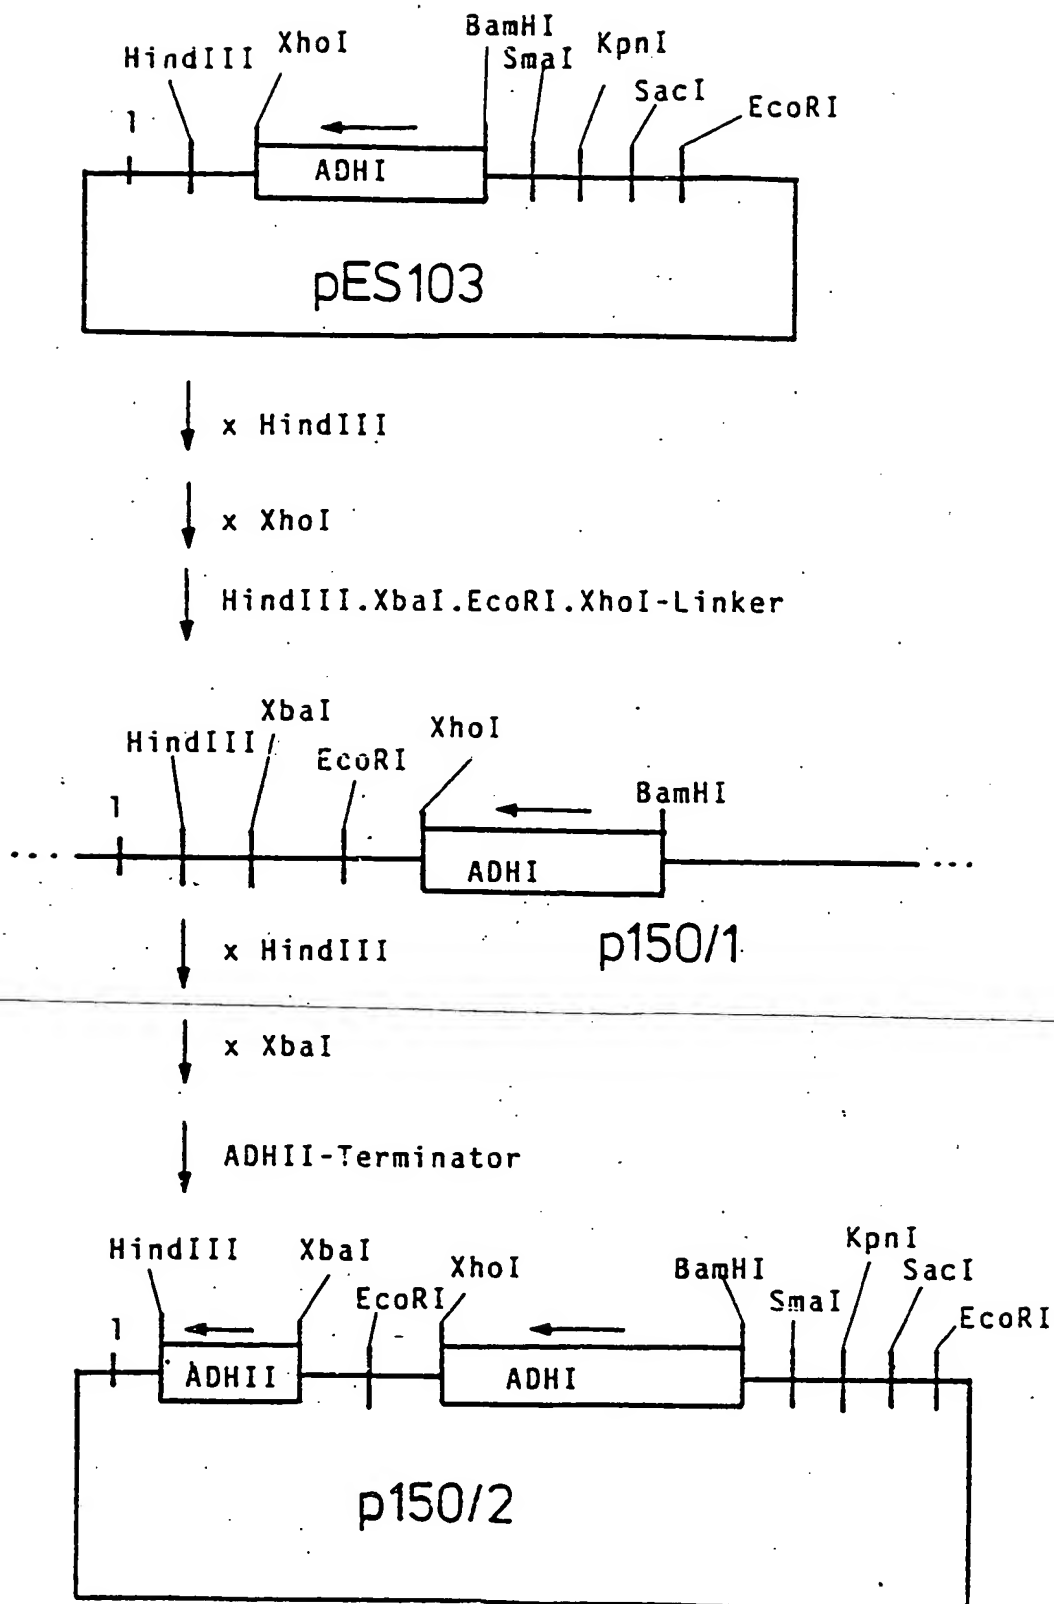 BamHI
XhoI KpnI
HindIII SmaI
SacI
EcoRI
1
ADHI
pES103
x HindIII
x XhoI
HindIII.XbaI.EcoRI.XhoI-Linker
XbaI
XhoI
HindIII
EcoRI
BamHI
1
ADHI
p150/1
x HindIII
x XbaI
ADHII-Terminator
KpnI
HindIII XbaI
XhoI BamHI SacI
EcoRI SmaI
EcoRI
1
ADHII ADHI
p150/2